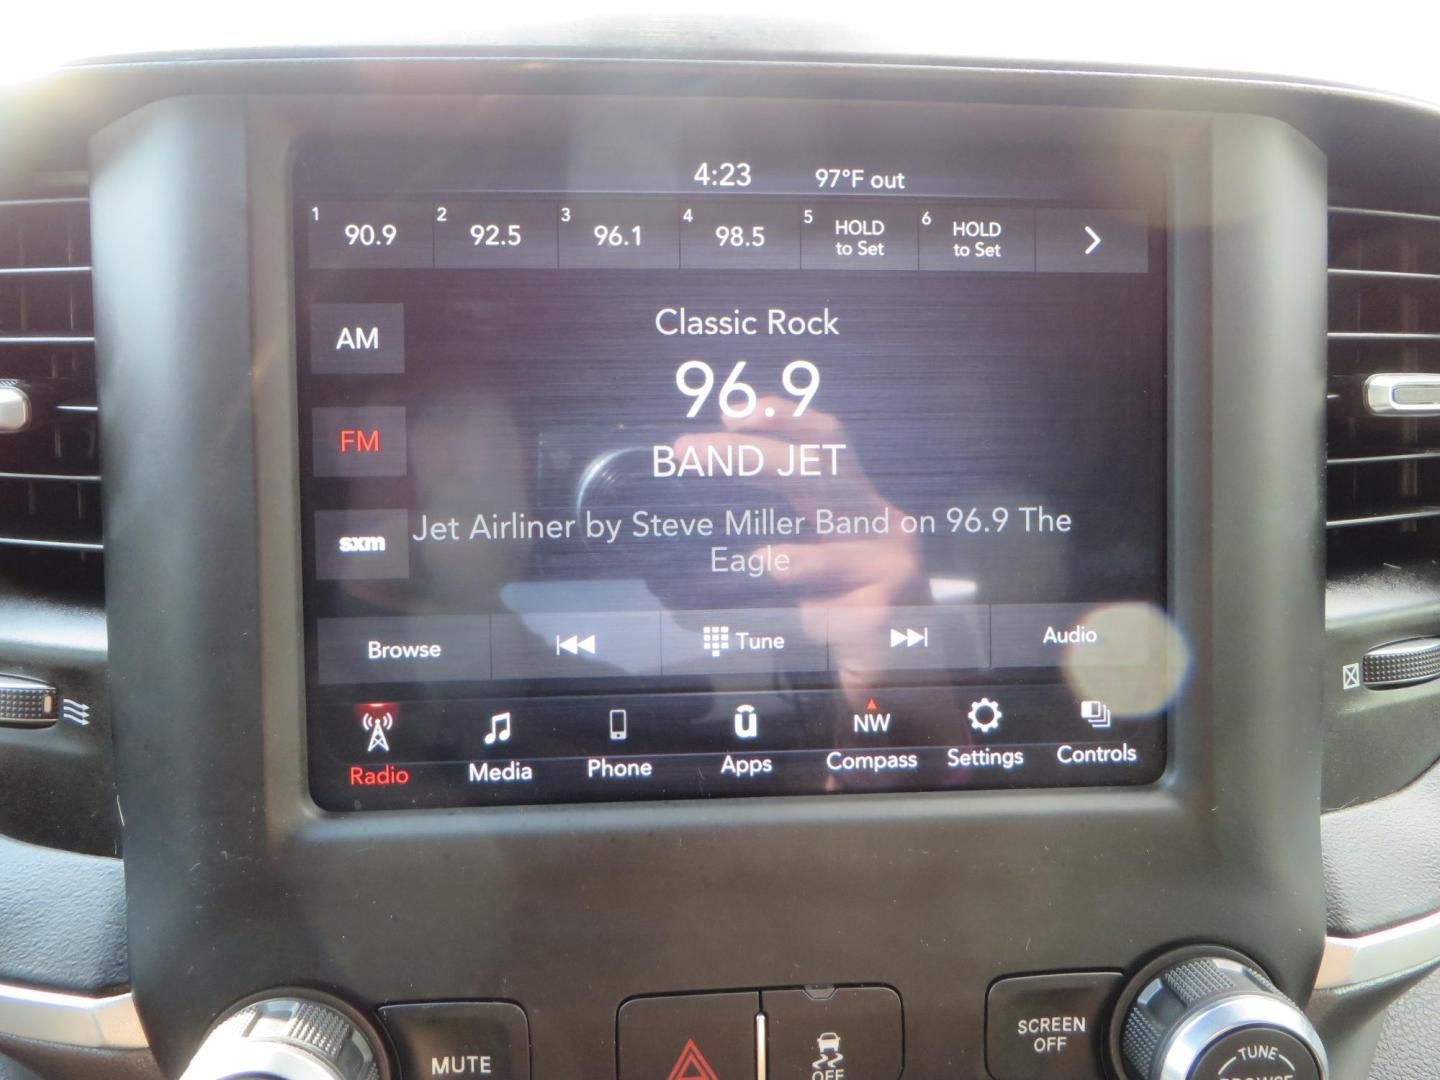 4:23 97°F out
1 90.9 2 92.5 3 96.1 4 98.5 5 HOLD 6 HOLD
to Set to Set
Classic Rock
AM
96.9
FM
BAND JET
Jet Airliner by Steve Miller Band on 96.9 The
sxm
Eagle
Browse Tune Audio
NW
Radio Media Phone Apps Compass Settings Controls
MUTE OFF SCREEN
OFF
TUNE
BROWSE